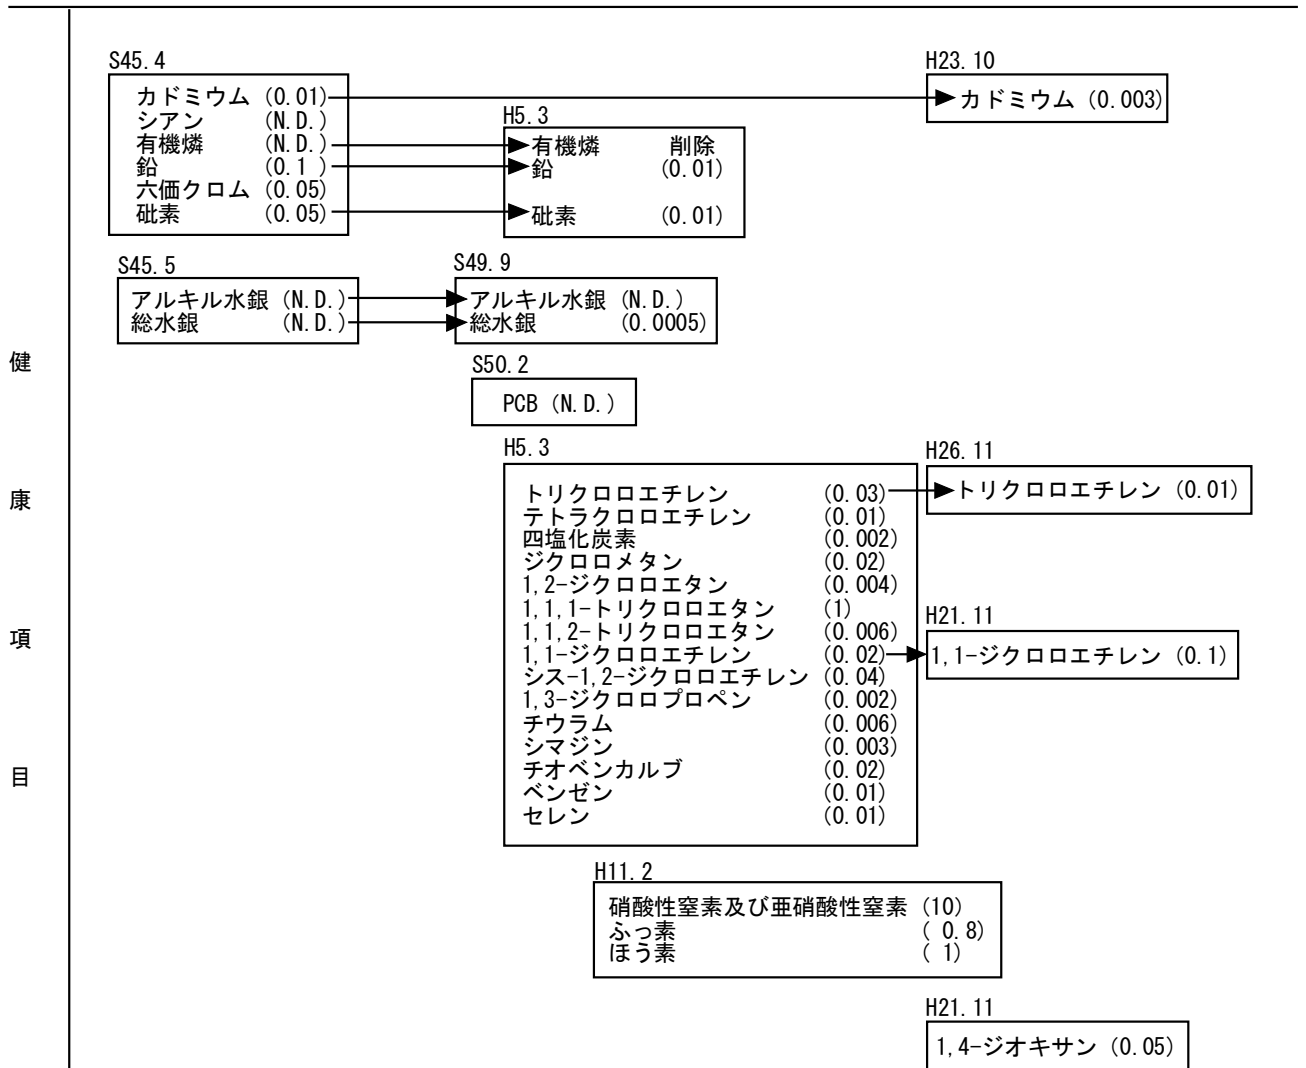 S45.4
カドミウム (0.01)
シアン (N.D.)
有機燐 (N.D.)
鉛 (0.1 )
六価クロム (0.05)
砒素 (0.05)
H23.10
カドミウム (0.003)
H5.3
有機燐 削除
鉛 (0.01)
砒素 (0.01)
S45.5
アルキル水銀 (N.D.)
総水銀 (N.D.)
S49.9
アルキル水銀 (N.D.)
総水銀 (0.0005)
S50.2
PCB (N.D.)
健
康
項
目
H5.3
トリクロロエチレン (0.03)
テトラクロロエチレン (0.01)
四塩化炭素 (0.002)
ジクロロメタン (0.02)
1,2-ジクロロエタン (0.004)
1,1,1-トリクロロエタン (1)
1,1,2-トリクロロエタン (0.006)
1,1-ジクロロエチレン (0.02)
シス-1,2-ジクロロエチレン (0.04)
1,3-ジクロロプロペン (0.002)
チウラム (0.006)
シマジン (0.003)
チオベンカルブ (0.02)
ベンゼン (0.01)
セレン (0.01)
H26.11
トリクロロエチレン (0.01)
H21.11
1,1-ジクロロエチレン (0.1)
H11.2
硝酸性窒素及び亜硝酸性窒素 (10)
ふっ素 ( 0.8)
ほう素 ( 1)
H21.11
1,4-ジオキサン (0.05)